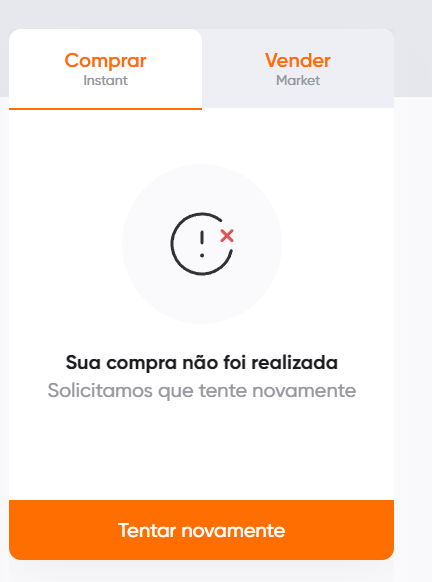 Comprar
Instant
Vender
Market
Sua compra não foi realizada
Solicitamos que tente novamente
Tentar novamente